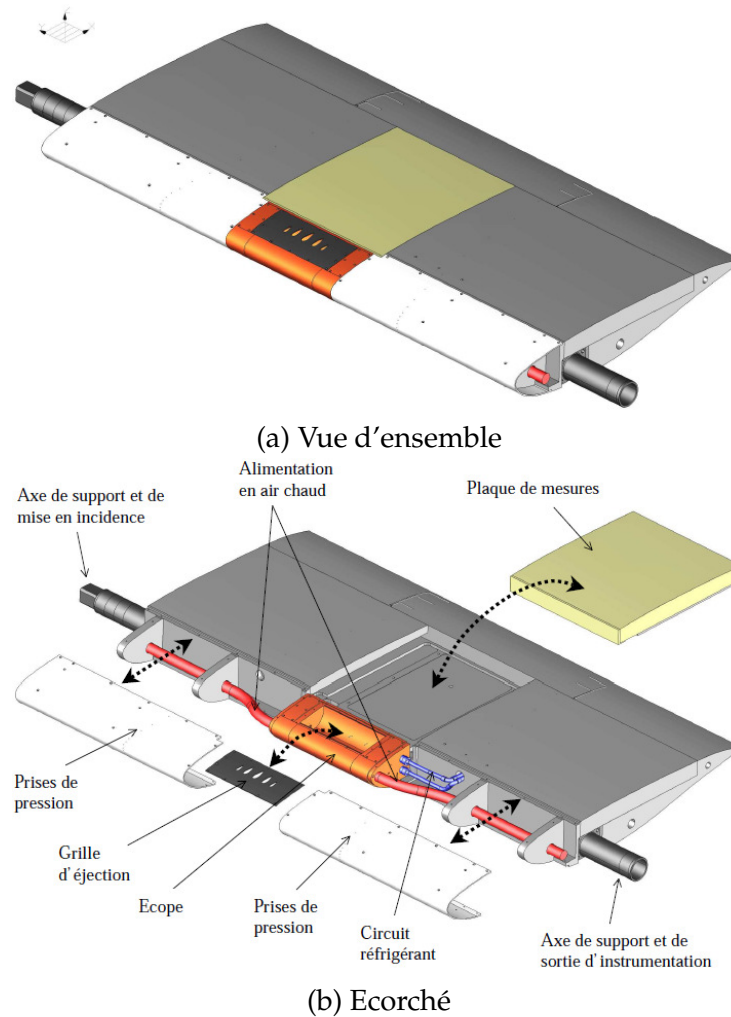 (a) Vue d'ensemble
Alimentation
en air chaud
Axe de support et de
mise en incidence
Plaque de mesures
Prises de
pression
Grille
d'éjection
Ecope
Prises de
pression
Circuit
réfrigérant
Axe de support et de
sortie d'instrumentation
(b) Ecorché